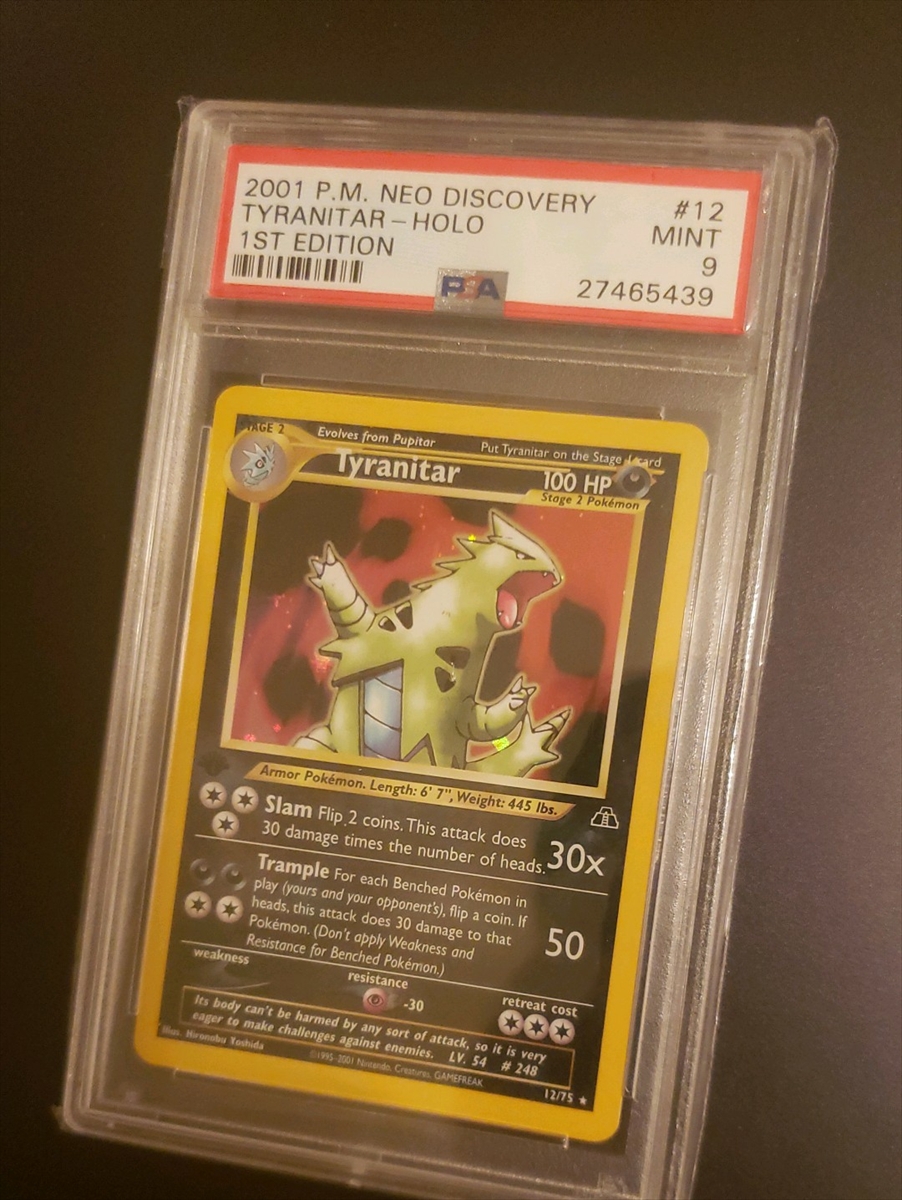 2001 P.M. NEO DISCOVERY #12
TYRANITAR - HOLO MINT
1ST EDITION 9
PSA 27465439
STAGE 2 Evolves from Pupitar Put Tyranitar on the Stage 1 card
Tyranitar 100 HP
Stage 2 Pokémon
Armor Pokémon. Length: 6' 7", Weight: 445 lbs.
Slam Flip 2 coins. This attack does
30 damage times the number of heads. 30x
Trample For each Benched Pokémon in
play (yours and your opponent's), flip a coin. If
heads, this attack does 30 damage to that
Pokémon. (Don't apply Weakness and
Resistance for Benched Pokémon.) 50
weakness resistance retreat cost
-30
Its body can't be harmed by any sort of attack, so it is very
eager to make challenges against enemies. LV. 54 # 248
Illus. Hironobu Yoshida ©1995-2001 Nintendo, Creatures, GAMEFREAK 12/75